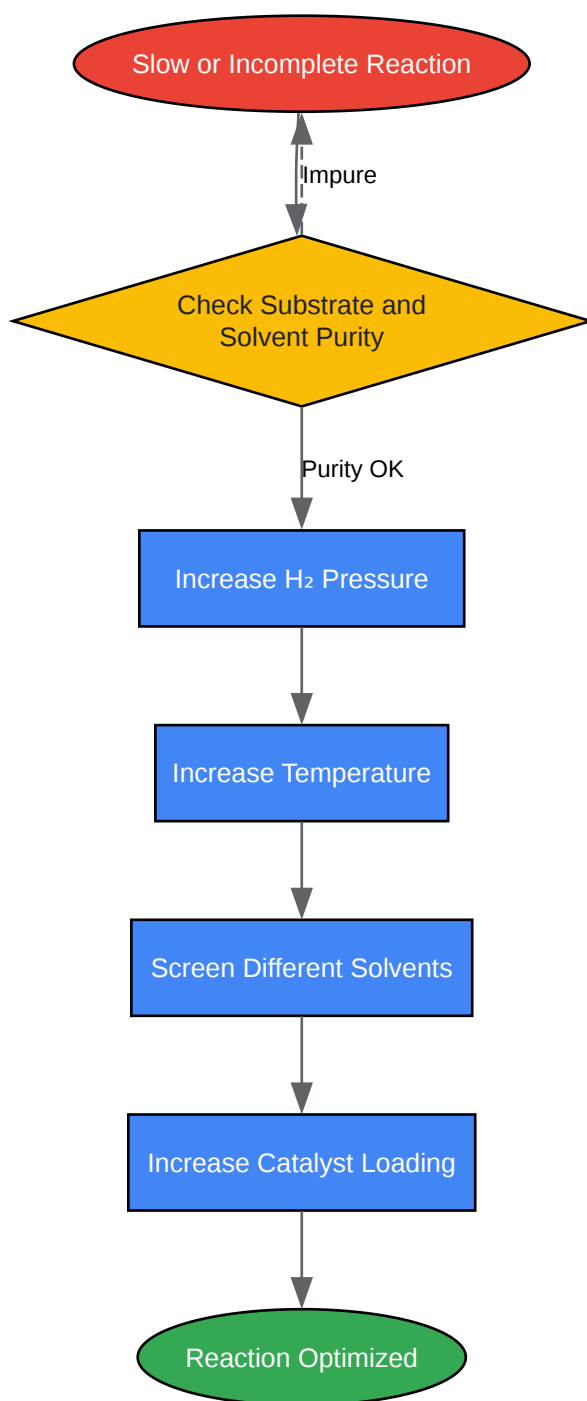 Slow or Incomplete Reaction
Impure
Check Substrate and
Solvent Purity
Purity OK
Increase H₂ Pressure
Increase Temperature
Screen Different Solvents
Increase Catalyst Loading
Reaction Optimized